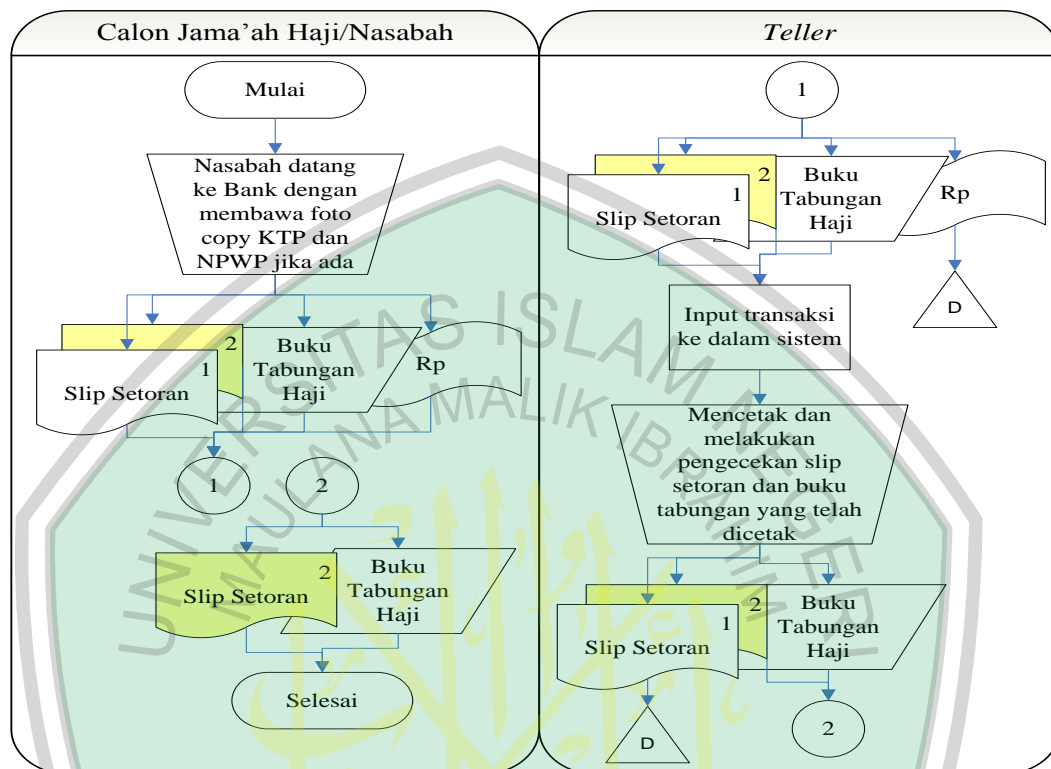 Calon Jama’ah Haji/Nasabah
Mulai
Nasabah datang
ke Bank dengan
membawa foto
copy KTP dan
NPWP jika ada
2
1
Slip Setoran
Buku
Tabungan
Haji
Rp
1
2
2
Slip Setoran
Buku
Tabungan
Haji
Selesai
Teller
1
2
1
Slip Setoran
Buku
Tabungan
Haji
Rp
D
Input transaksi
ke dalam sistem
Mencetak dan
melakukan
pengecekan slip
setoran dan buku
tabungan yang telah
dicetak
2
1
Slip Setoran
Buku
Tabungan
Haji
D
2
UNIVERSITAS ISLAM NEGERI
MAULANA MALIK IBRAHIM